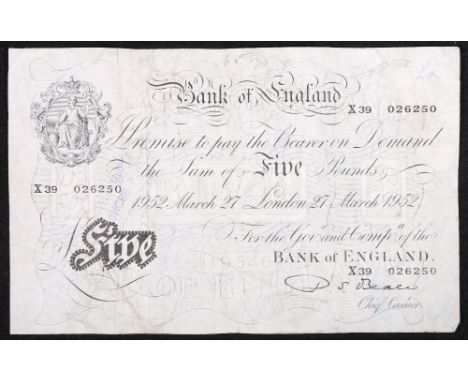 Bank of England
X39 026250
I Promise to pay the Bearer on Demand
the Sum of Five Pounds
X39 026250
1952 March 27 London 27 March 1952
Five
For the Govr. and Compa. of the
BANK OF ENGLAND.
X39 026250
P. S. Beale
Chief Cashier.